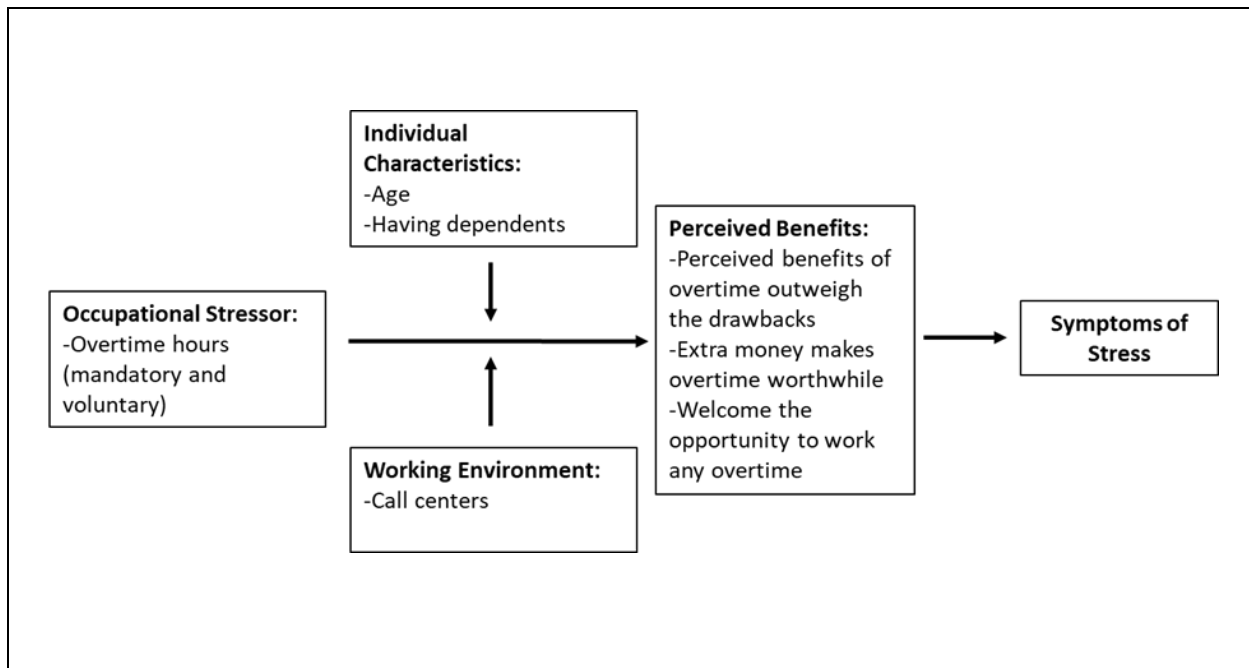 Individual
Characteristics:
-Age
-Having dependents
Occupational Stressor:
-Overtime hours
(mandatory and
voluntary)
Working Environment:
-Call centers
Perceived Benefits:
-Perceived benefits of
overtime outweigh
the drawbacks
-Extra money makes
overtime worthwhile
-Welcome the
opportunity to work
any overtime
Symptoms of
Stress